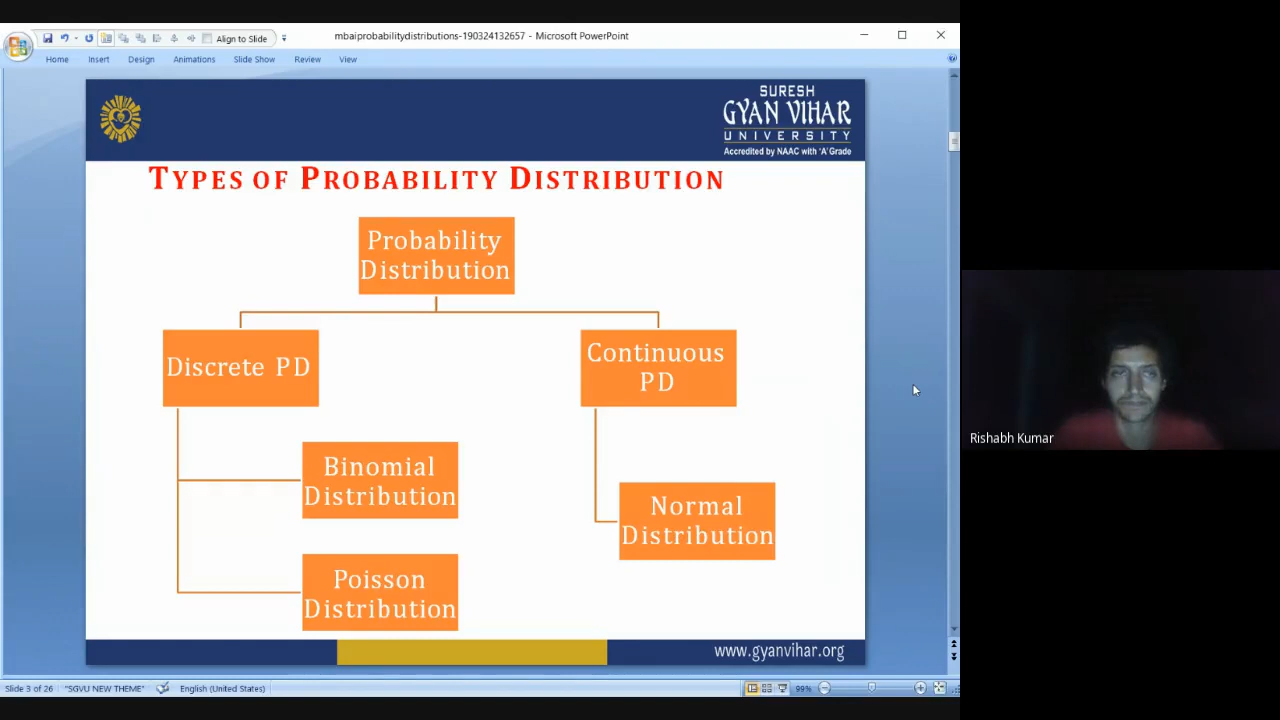 Align to Slide
mbaiprobabilitydistributions-190324132657 - Microsoft PowerPoint
Home Insert Design Animations Slide Show Review View
SURESH
GYAN VIHAR
UNIVERSITY
Accredited by NAAC with 'A' Grade
TYPES OF PROBABILITY DISTRIBUTION
Probability
Distribution
Discrete PD
Continuous
PD
Binomial
Distribution
Normal
Distribution
Poisson
Distribution
www.gyanvihar.org
Slide 3 of 26 "SGVU NEW THEME" English (United States) 99%
Rishabh Kumar